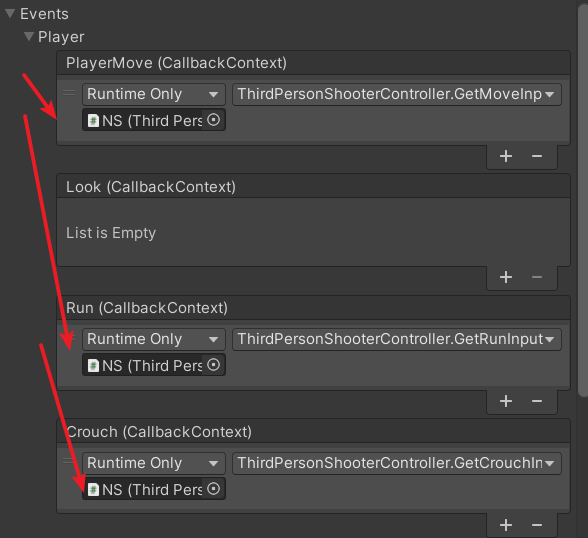 Events
Player
PlayerMove (CallbackContext)
Runtime Only ThirdPersonShooterController.GetMoveInp
NS (Third Pers
Look (CallbackContext)
List is Empty
Run (CallbackContext)
Runtime Only ThirdPersonShooterController.GetRunInput
NS (Third Pers
Crouch (CallbackContext)
Runtime Only ThirdPersonShooterController.GetCrouchIn
NS (Third Pers